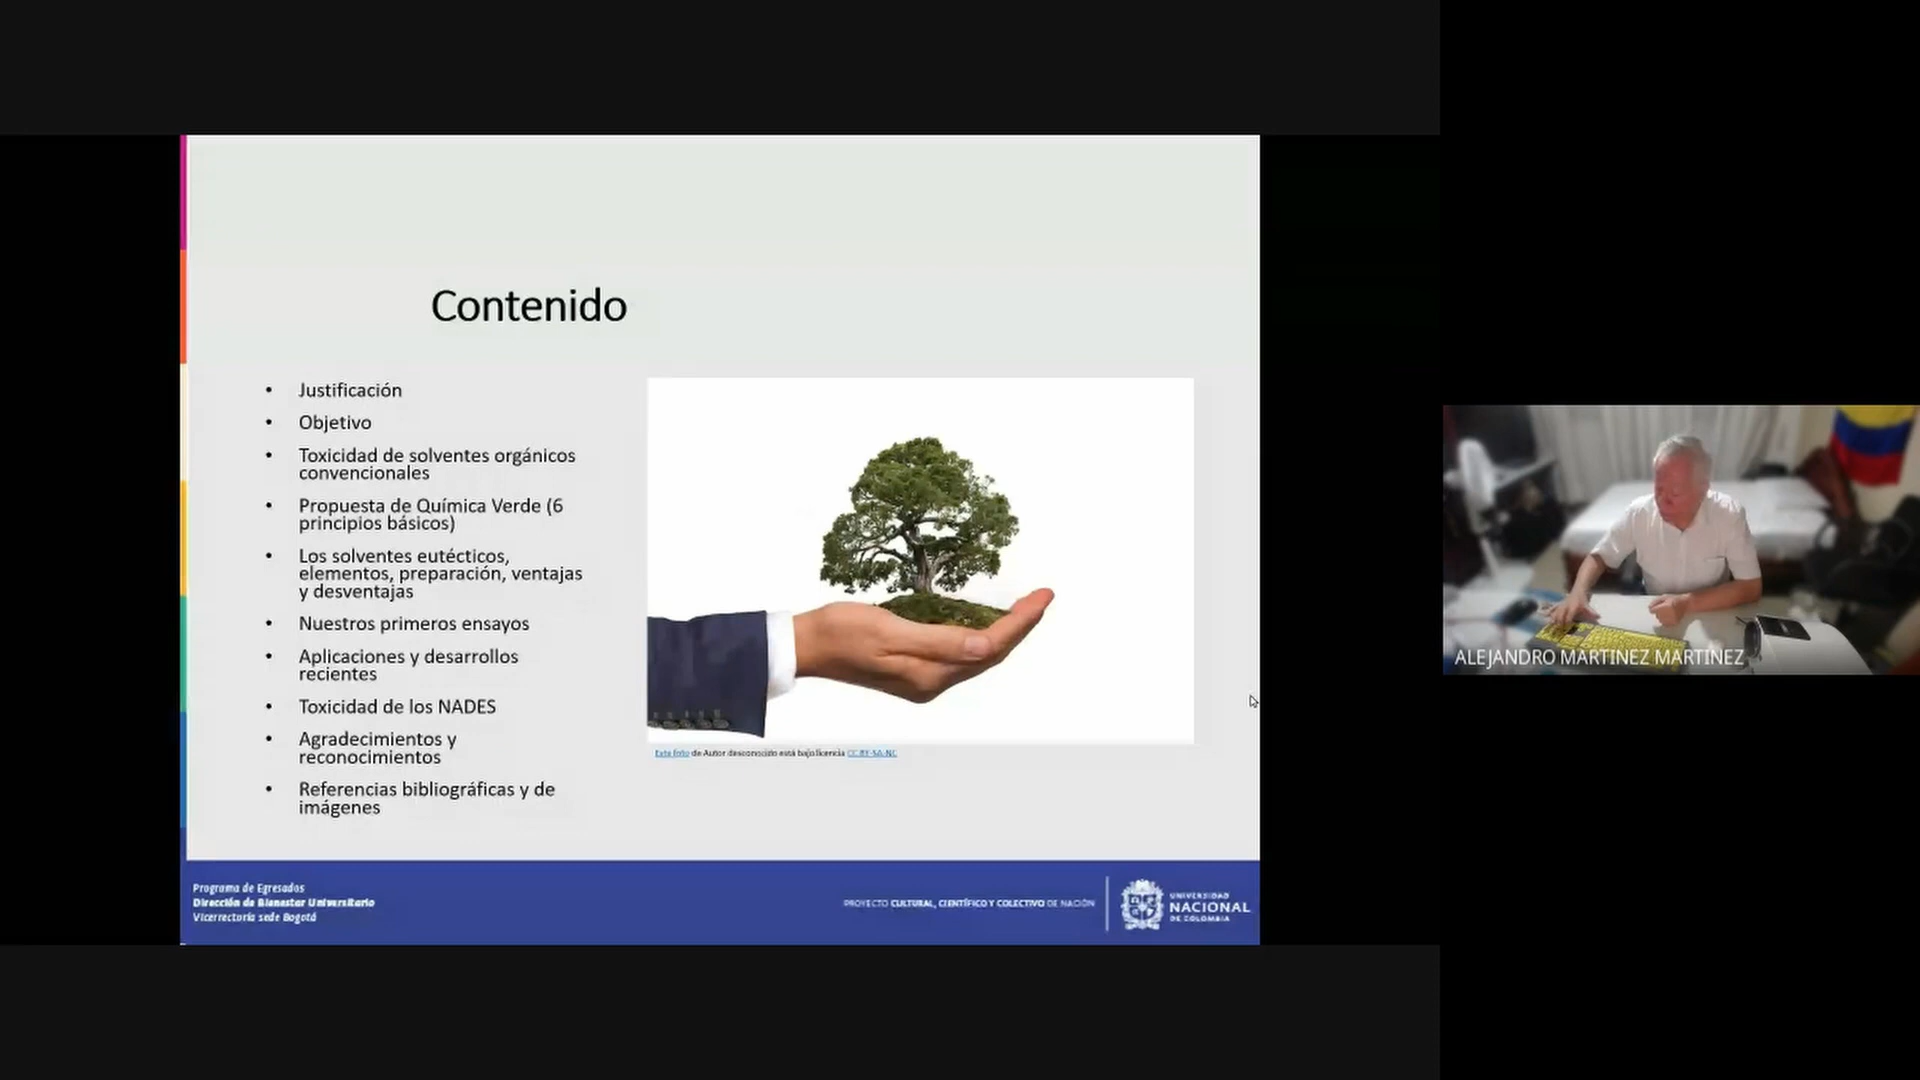 Contenido
• Justificación
• Objetivo
• Toxicidad de solventes orgánicos
convencionales
• Propuesta de Química Verde (6
principios básicos)
• Los solventes eutécticos,
elementos, preparación, ventajas
y desventajas
• Nuestros primeros ensayos
• Aplicaciones y desarrollos
recientes
• Toxicidad de los NADES
• Agradecimientos y
reconocimientos
• Referencias bibliográficas y de
imágenes
Esta foto de Autor desconocido está bajo licencia CC BY-SA-NC
Programa de Egresados
Dirección de Bienestar Universitario
Vicerrectoría sede Bogotá
PROYECTO CULTURAL, CIENTÍFICO Y COLECTIVO DE NACIÓN
UNIVERSIDAD
NACIONAL
DE COLOMBIA
ALEJANDRO MARTINEZ MARTINEZ